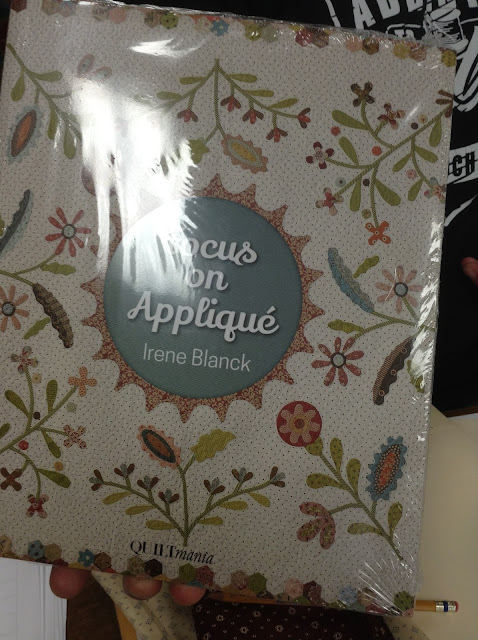 Focus
on
Appliqué
Irene Blanck
QUILTmania